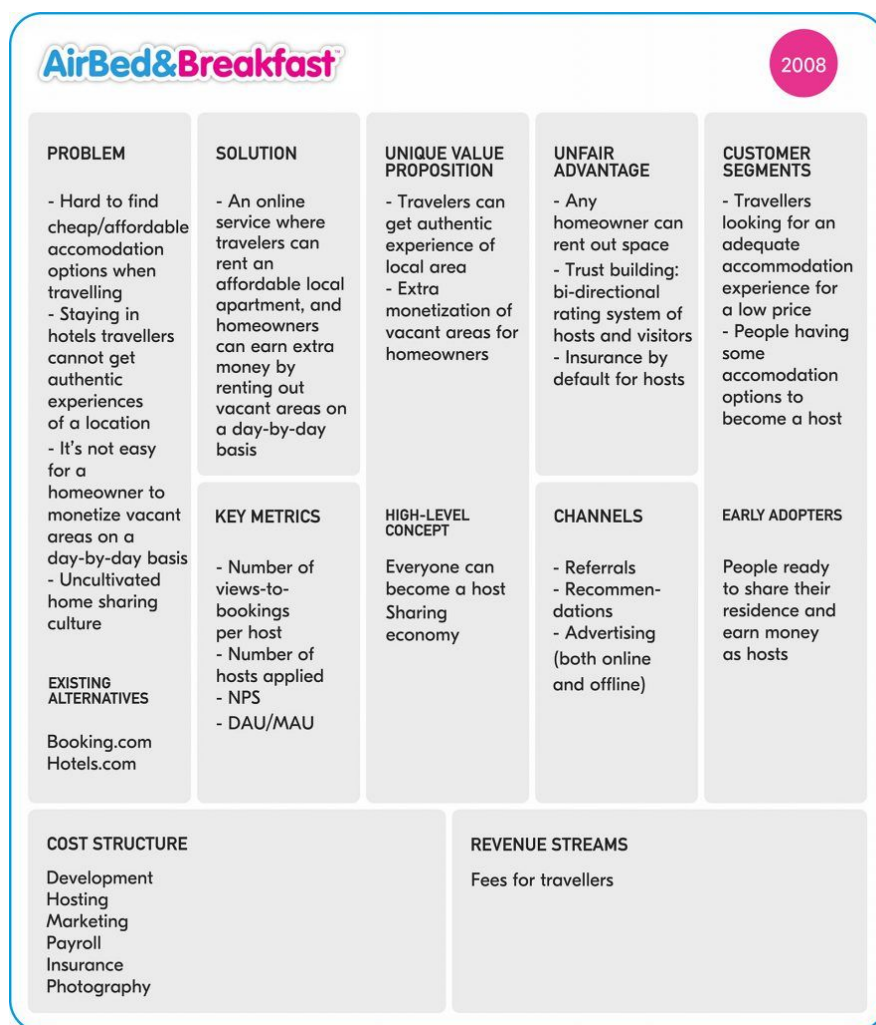 AirBed&Breakfast™
2008
PROBLEM
- Hard to find
cheap/affordable
accomodation
options when
travelling
- Staying in
hotels travellers
cannot get
authentic
experiences
of a location
- It's not easy
for a
homeowner to
monetize vacant
areas on a
day-by-day basis
- Uncultivated
home sharing
culture
EXISTING
ALTERNATIVES
Booking.com
Hotels.com
SOLUTION
- An online
service where
travelers can
rent an
affordable local
apartment, and
homeowners
can earn extra
money by
renting out
vacant areas on
a day-by-day
basis
KEY METRICS
- Number of
views-to-
bookings
per host
- Number of
hosts applied
- NPS
- DAU/MAU
UNIQUE VALUE
PROPOSITION
- Travelers can
get authentic
experience of
local area
- Extra
monetization of
vacant areas for
homeowners
HIGH-LEVEL
CONCEPT
Everyone can
become a host
Sharing
economy
UNFAIR
ADVANTAGE
- Any
homeowner can
rent out space
- Trust building:
bi-directional
rating system of
hosts and visitors
- Insurance by
default for hosts
CHANNELS
- Referrals
- Recommen-
dations
- Advertising
(both online
and offline)
CUSTOMER
SEGMENTS
- Travellers
looking for an
adequate
accommodation
experience for
a low price
- People having
some
accomodation
options to
become a host
EARLY ADOPTERS
People ready
to share their
residence and
earn money
as hosts
COST STRUCTURE
Development
Hosting
Marketing
Payroll
Insurance
Photography
REVENUE STREAMS
Fees for travellers